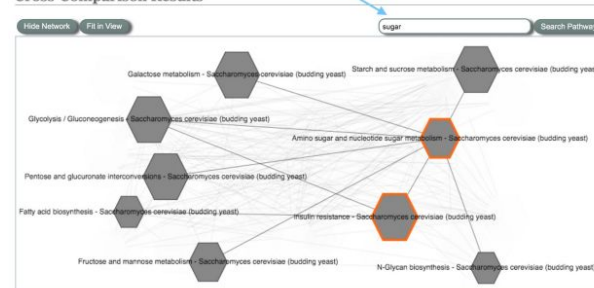 Hide Network Fit in View sugar Search Pathway
Galactose metabolism - Saccharomyces cerevisiae (budding yeast)
Starch and sucrose metabolism - Saccharomyces cerevisiae (budding yeas
Glycolysis / Gluconeogenesis - Saccharomyces cerevisiae (budding yeast)
Amino sugar and nucleotide sugar metabolism - Saccharomyces cerevisiae (budding yeast)
Pentose and glucuronate interconversions - Saccharomyces cerevisiae (budding yeast)
Fatty acid biosynthesis - Saccharomyces cerevisiae (budding yeast)
Insulin resistance - Saccharomyces cerevisiae (budding yeast)
Fructose and mannose metabolism - Saccharomyces cerevisiae (budding yeast)
N-Glycan biosynthesis - Saccharomyces cerevisiae (budding yeast)